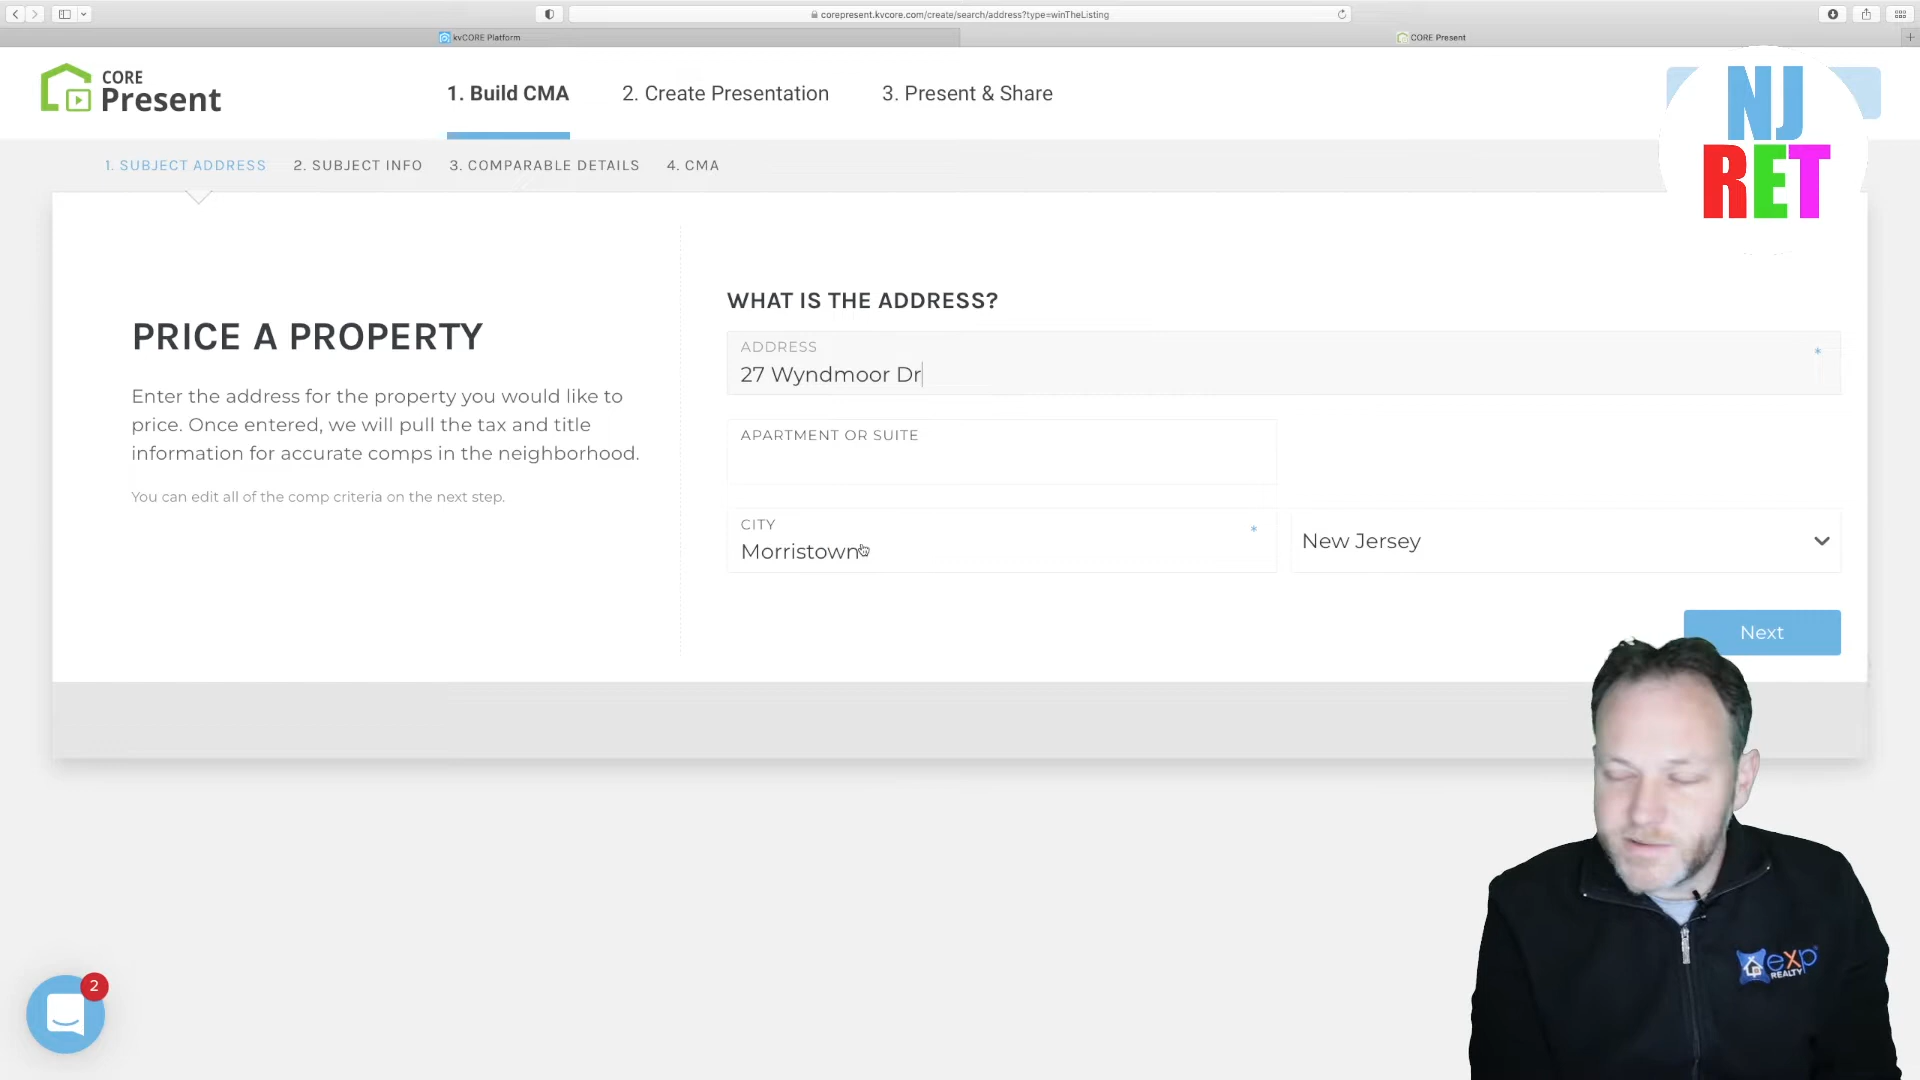 corepresent.kvcore.com/create/search/address?type=winTheListing
kvCORE Platform
CORE Present
CORE
Present
1. Build CMA
2. Create Presentation
3. Present & Share
NJ
RET
1. SUBJECT ADDRESS
2. SUBJECT INFO
3. COMPARABLE DETAILS
4. CMA
PRICE A PROPERTY
Enter the address for the property you would like to
price. Once entered, we will pull the tax and title
information for accurate comps in the neighborhood.
You can edit all of the comp criteria on the next step.
WHAT IS THE ADDRESS?
ADDRESS
*
27 Wyndmoor Dr
APARTMENT OR SUITE
CITY
*
Morristown
New Jersey
Next
2
exp
REALTY